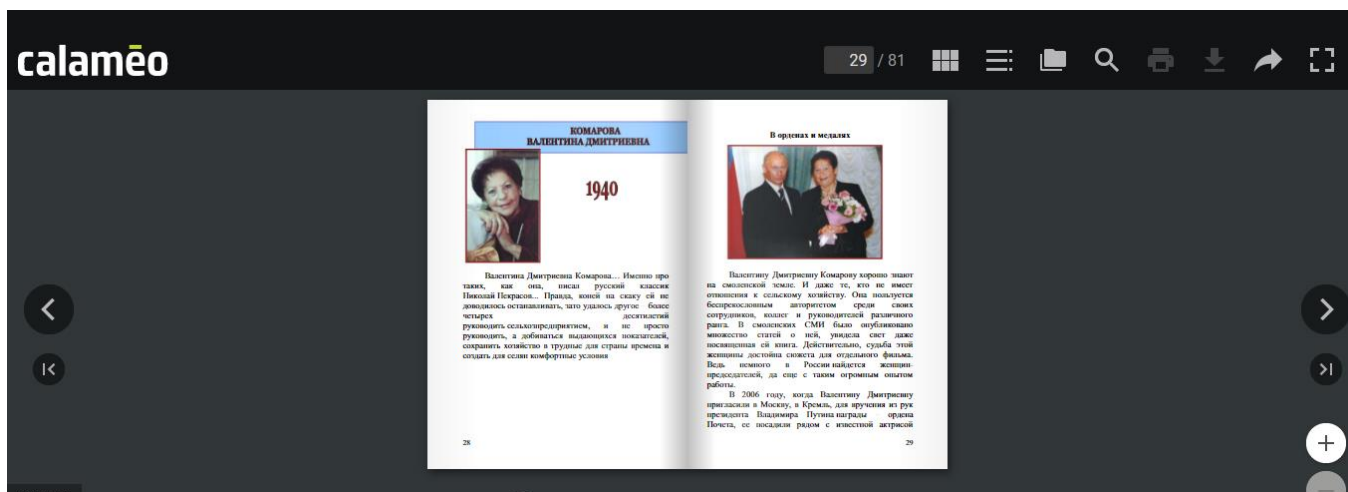 calamēo
29 / 81
КОМАРОВА
ВАЛЕНТИНА ДМИТРИЕВНА
1940
Валентина Дмитриевна Комарова… Именно про
таких, как она, писал русский классик
Николай Некрасов... Правда, коней на скаку ей не
доводилось останавливать, зато удалось другое более
четырех десятилетий
руководить сельхозпредприятием, и не просто
руководить, а добиваться выдающихся показателей,
сохранить хозяйство в трудные для страны времена и
создать для селян комфортные условия
28
В орденах и медалях
Валентину Дмитриевну Комарову хорошо знают
на смоленской земле. И даже те, кто не имеет
отношения к сельскому хозяйству. Она пользуется
беспрекословным авторитетом среди своих
сотрудников, коллег и руководителей различного
ранга. В смоленских СМИ было опубликовано
множество статей о ней, увидела свет даже
посвященная ей книга. Действительно, судьба этой
женщины достойна сюжета для отдельного фильма.
Ведь немного в России найдется женщин-
председателей, да еще с таким огромным опытом
работы.
В 2006 году, когда Валентину Дмитриевну
пригласили в Москву, в Кремль, для вручения из рук
президента Владимира Путина награды ордена
Почета, ее посадили рядом с известной актрисой
29